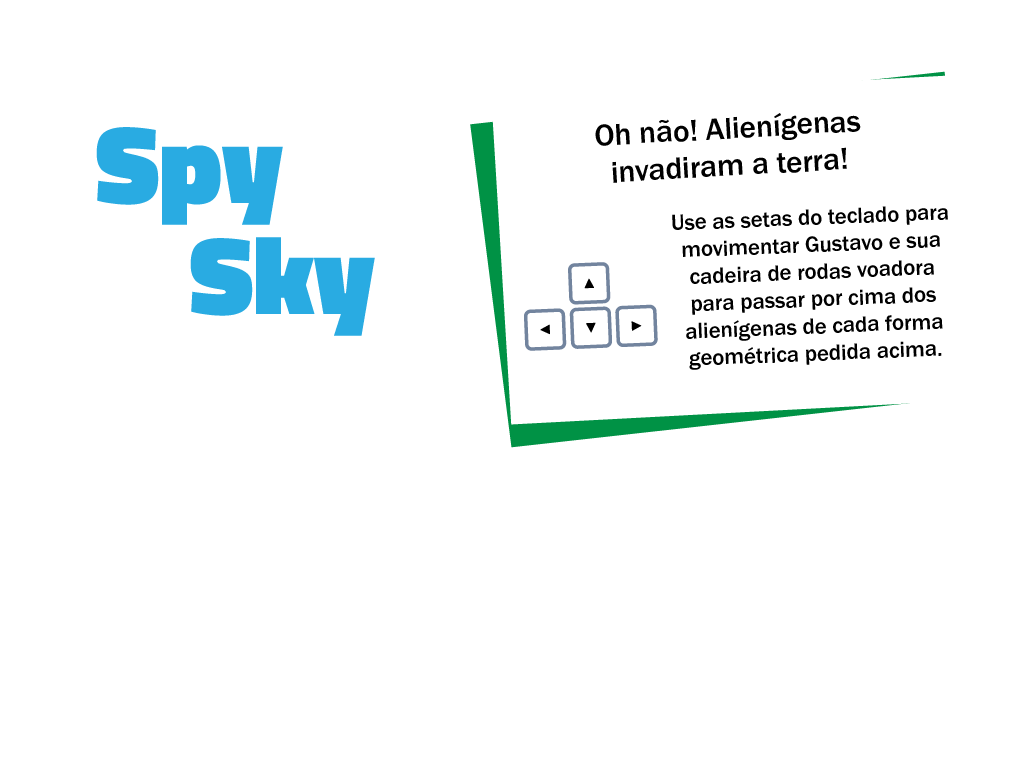 Spy
Sky
Oh não! Alienígenas
invadiram a terra!
Use as setas do teclado para
movimentar Gustavo e sua
cadeira de rodas voadora
para passar por cima dos
alienígenas de cada forma
geométrica pedida acima.